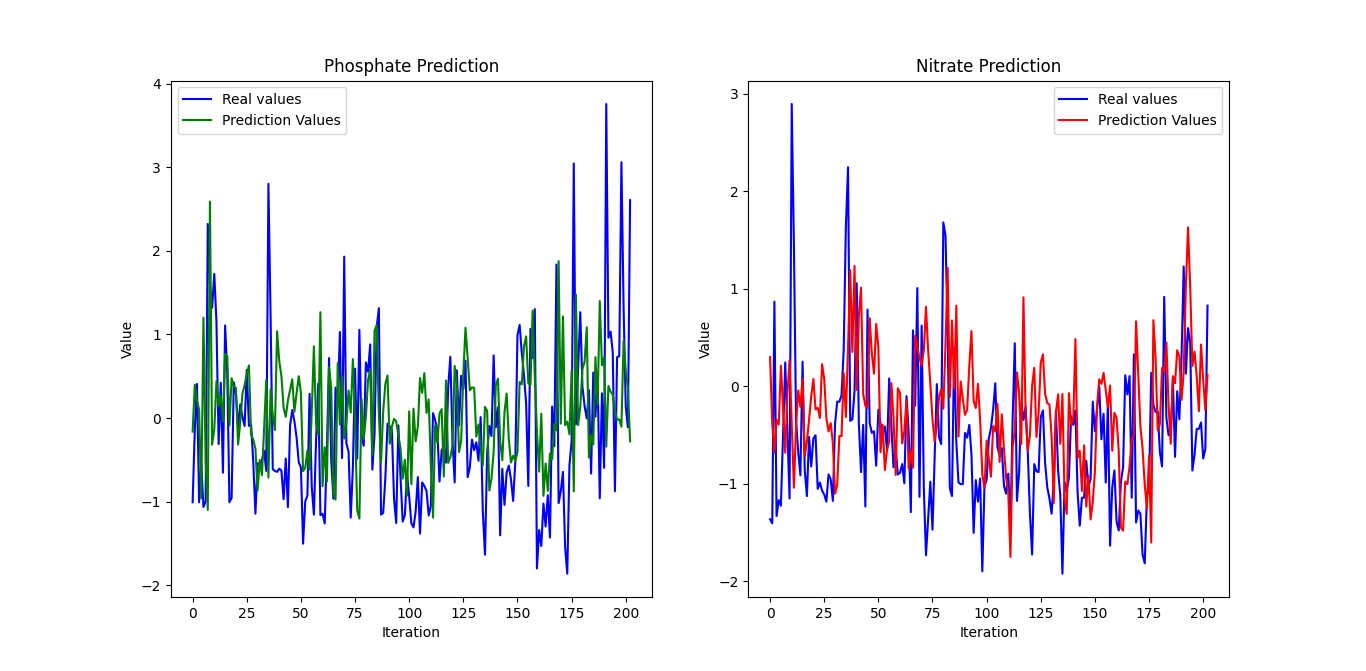 Phosphate Prediction
Real values
Prediction Values
4
3
2
1
0
−1
−2
Value
0 25 50 75 100 125 150 175 200
Iteration
Nitrate Prediction
Real values
Prediction Values
3
2
1
0
−1
−2
Value
0 25 50 75 100 125 150 175 200
Iteration